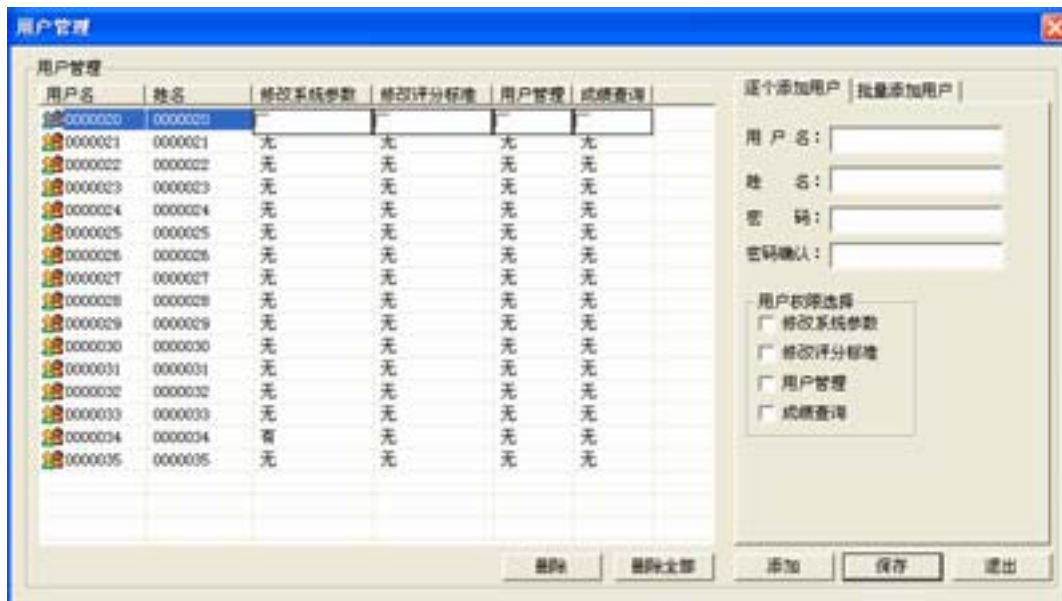 用户管理
用户管理
用户名 姓名 修改系统参数 修改评分标准 用户管理 成绩查询
0000020 0000020
0000021 0000021 无 无 无 无
0000022 0000022 无 无 无 无
0000023 0000023 无 无 无 无
0000024 0000024 无 无 无 无
0000025 0000025 无 无 无 无
0000026 0000026 无 无 无 无
0000027 0000027 无 无 无 无
0000028 0000028 无 无 无 无
0000029 0000029 无 无 无 无
0000030 0000030 无 无 无 无
0000031 0000031 无 无 无 无
0000032 0000032 无 无 无 无
0000033 0000033 无 无 无 无
0000034 0000034 有 无 无 无
0000035 0000035 无 无 无 无
删除 删除全部
逐个添加用户 批量添加用户
用 户 名:
姓 名:
密 码:
密码确认:
用户权限选择
修改系统参数
修改评分标准
用户管理
成绩查询
添加 保存 退出